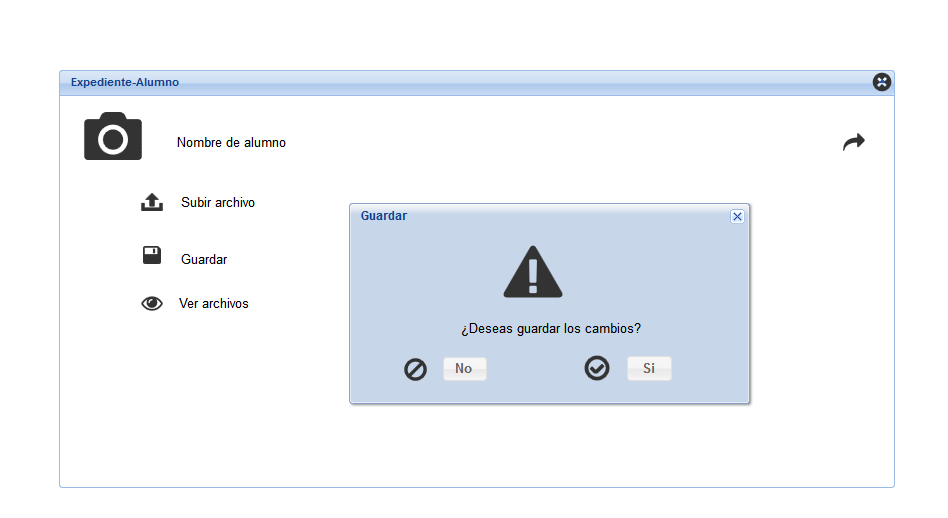 Expediente-Alumno
Nombre de alumno
Subir archivo
Guardar
Ver archivos
Guardar
¿Deseas guardar los cambios?
No
Si